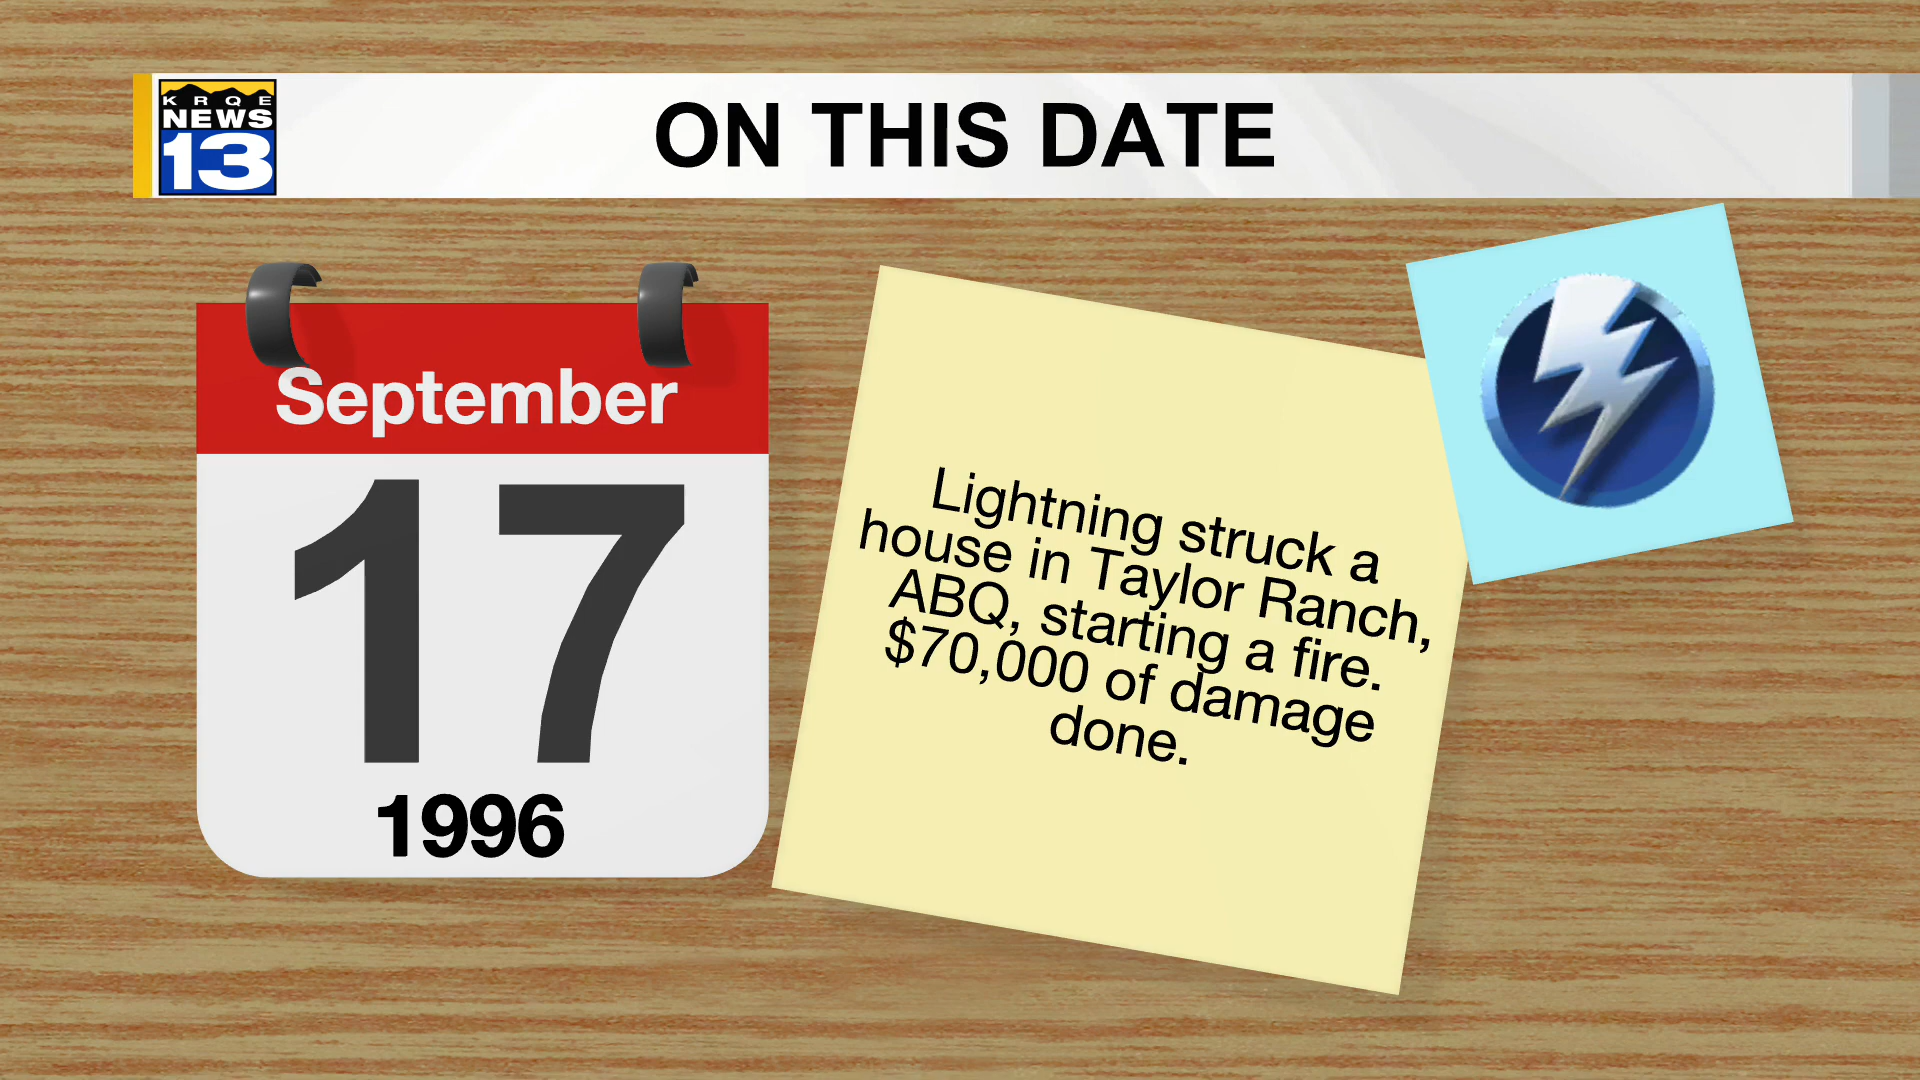 KRQE
NEWS
13
ON THIS DATE
September
17
1996
Lightning struck a
house in Taylor Ranch,
ABQ, starting a fire.
$70,000 of damage
done.